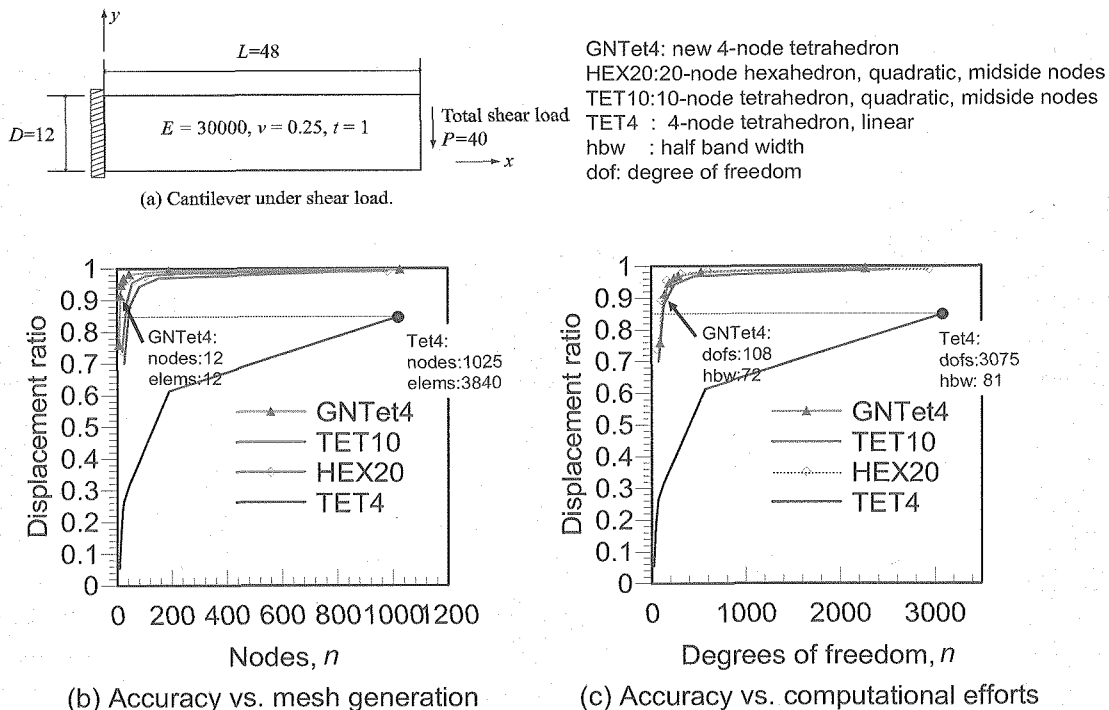 y
L=48
D=12
E = 30000, ν = 0.25, t = 1
Total shear load
P=40
x
(a) Cantilever under shear load.
GNTet4: new 4-node tetrahedron
HEX20:20-node hexahedron, quadratic, midside nodes
TET10:10-node tetrahedron, quadratic, midside nodes
TET4 : 4-node tetrahedron, linear
hbw : half band width
dof: degree of freedom
Displacement ratio
1
0.9
0.8
0.7
0.6
0.5
0.4
0.3
0.2
0.1
0
GNTet4:
nodes:12
elems:12
Tet4:
nodes:1025
elems:3840
GNTet4
TET10
HEX20
TET4
0 200 400 600 800 1000 1200
Nodes, n
(b) Accuracy vs. mesh generation
Displacement ratio
1
0.9
0.8
0.7
0.6
0.5
0.4
0.3
0.2
0.1
0
GNTet4:
dofs:108
hbw:72
Tet4:
dofs:3075
hbw: 81
GNTet4
TET10
HEX20
TET4
0 1000 2000 3000
Degrees of freedom, n
(c) Accuracy vs. computational efforts